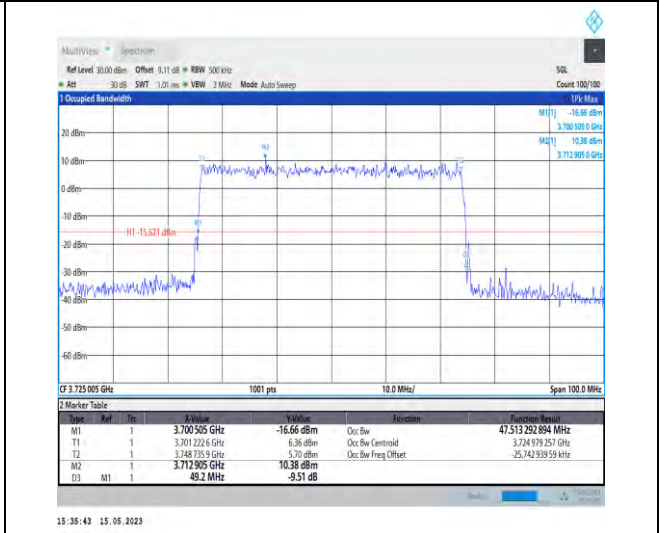 MultiView Spectrum
Ref Level 30.00 dBm Offset 9.11 dB RBW 500 kHz SGL
Att 30 dB SWT 1.01 ms VBW 2 MHz Mode Auto Sweep Count 100/100
1 Occupied Bandwidth 1Pk Max
M1[1] -16.66 dBm
3.700 505 0 GHz
M2[1] 10.38 dBm
3.712 905 0 GHz
20 dBm
M2
10 dBm
0 dBm
-10 dBm
M1
H1 -15.621 dBm
-20 dBm
-30 dBm
-40 dBm
-50 dBm
-60 dBm
CF 3.725 005 GHz 1001 pts 10.0 MHz/ Span 100.0 MHz
2 Marker Table
Type Ref Trc X-Value Y-Value Function Function Result
M1 1 3.700 505 GHz -16.66 dBm Occ Bw 47.513 292 894 MHz
T1 1 3.701 222 6 GHz 6.36 dBm Occ Bw Centroid 3.724 979 257 GHz
T2 1 3.748 735 9 GHz 5.70 dBm Occ Bw Freq Offset -25.742 939 59 kHz
M2 1 3.712 905 GHz 10.38 dBm
D3 M1 1 49.2 MHz -9.51 dB
15:35:43 15.05.2023